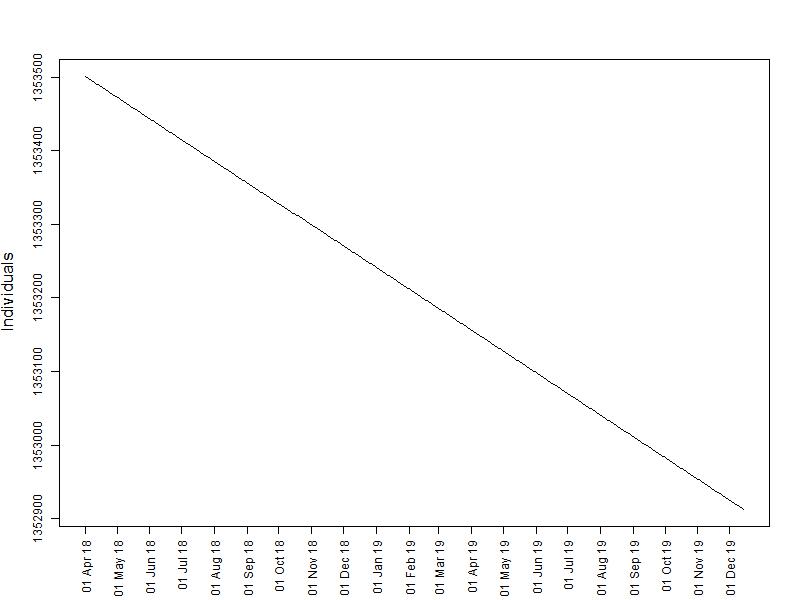 Individuals
1353500
1353400
1353300
1353200
1353100
1353000
1352900
01 Apr 18
01 May 18
01 Jun 18
01 Jul 18
01 Aug 18
01 Sep 18
01 Oct 18
01 Nov 18
01 Dec 18
01 Jan 19
01 Feb 19
01 Mar 19
01 Apr 19
01 May 19
01 Jun 19
01 Jul 19
01 Aug 19
01 Sep 19
01 Oct 19
01 Nov 19
01 Dec 19